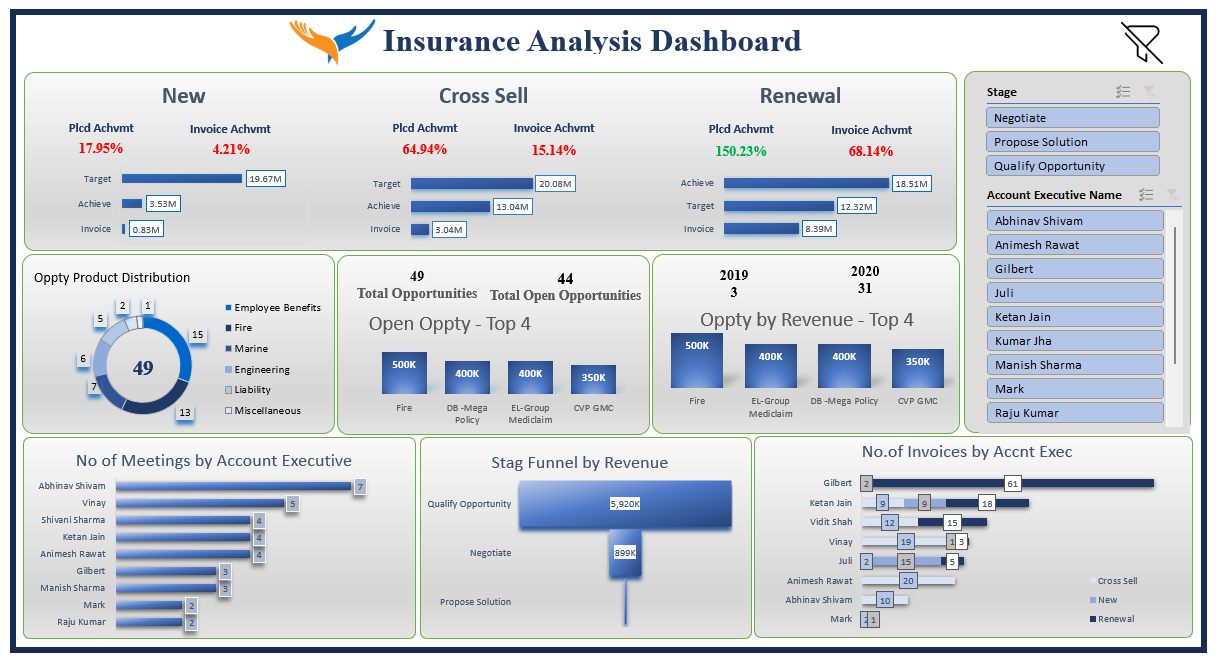 Insurance Analysis Dashboard
New
Plcd Achvmt Invoice Achvmt
17.95% 4.21%
Target 19.67M
Achieve 3.53M
Invoice 0.83M
Cross Sell
Plcd Achvmt Invoice Achvmt
64.94% 15.14%
Target 20.08M
Achieve 13.04M
Invoice 3.04M
Renewal
Plcd Achvmt Invoice Achvmt
150.23% 68.14%
Achieve 18.51M
Target 12.32M
Invoice 8.39M
Stage
Negotiate
Propose Solution
Qualify Opportunity
Account Executive Name
Abhinav Shivam
Animesh Rawat
Gilbert
Juli
Ketan Jain
Kumar Jha
Manish Sharma
Mark
Raju Kumar
Oppty Product Distribution
2 1
5
15
6
49
7
13
Employee Benefits
Fire
Marine
Engineering
Liability
Miscellaneous
49 44
Total Opportunities Total Open Opportunities
Open Oppty - Top 4
500K 400K 400K 350K
Fire DB -Mega Policy EL-Group Mediclaim CVP GMC
2019 2020
3 31
Oppty by Revenue - Top 4
500K 400K 400K 350K
Fire EL-Group Mediclaim DB -Mega Policy CVP GMC
No of Meetings by Account Executive
Abhinav Shivam 7
Vinay 5
Shivani Sharma 4
Ketan Jain 4
Animesh Rawat 4
Gilbert 3
Manish Sharma 3
Mark 2
Raju Kumar 2
Stag Funnel by Revenue
Qualify Opportunity 5,920K
Negotiate 899K
Propose Solution
No.of Invoices by Accnt Exec
Gilbert 2 61
Ketan Jain 9 9 18
Vidit Shah 12 15
Vinay 19 1 3
Juli 2 15 5
Animesh Rawat 20
Abhinav Shivam 10
Mark 2 1
Cross Sell
New
Renewal